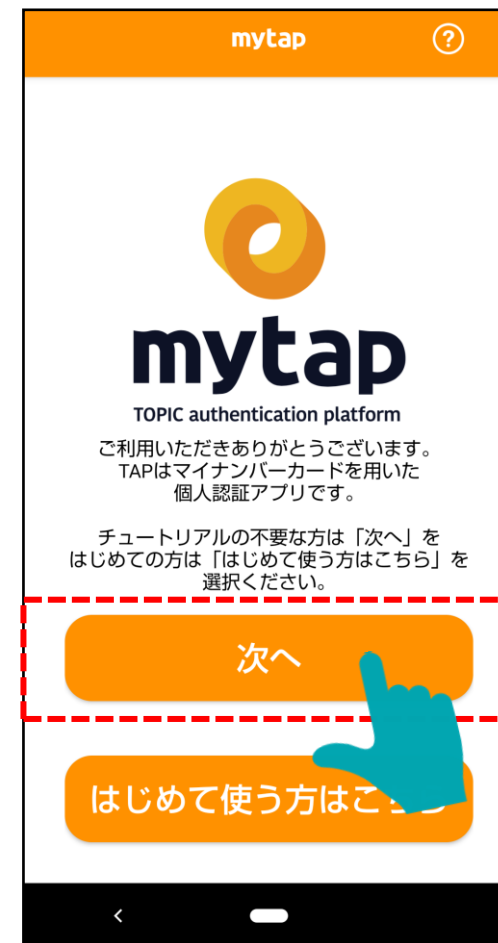 mytap
?
mytap
TOPIC authentication platform
ご利用いただきありがとうございます。
TAPはマイナンバーカードを用いた
個人認証アプリです。
チュートリアルの不要な方は「次へ」を
はじめての方は「はじめて使う方はこちら」を
選択ください。
次へ
はじめて使う方はこちら